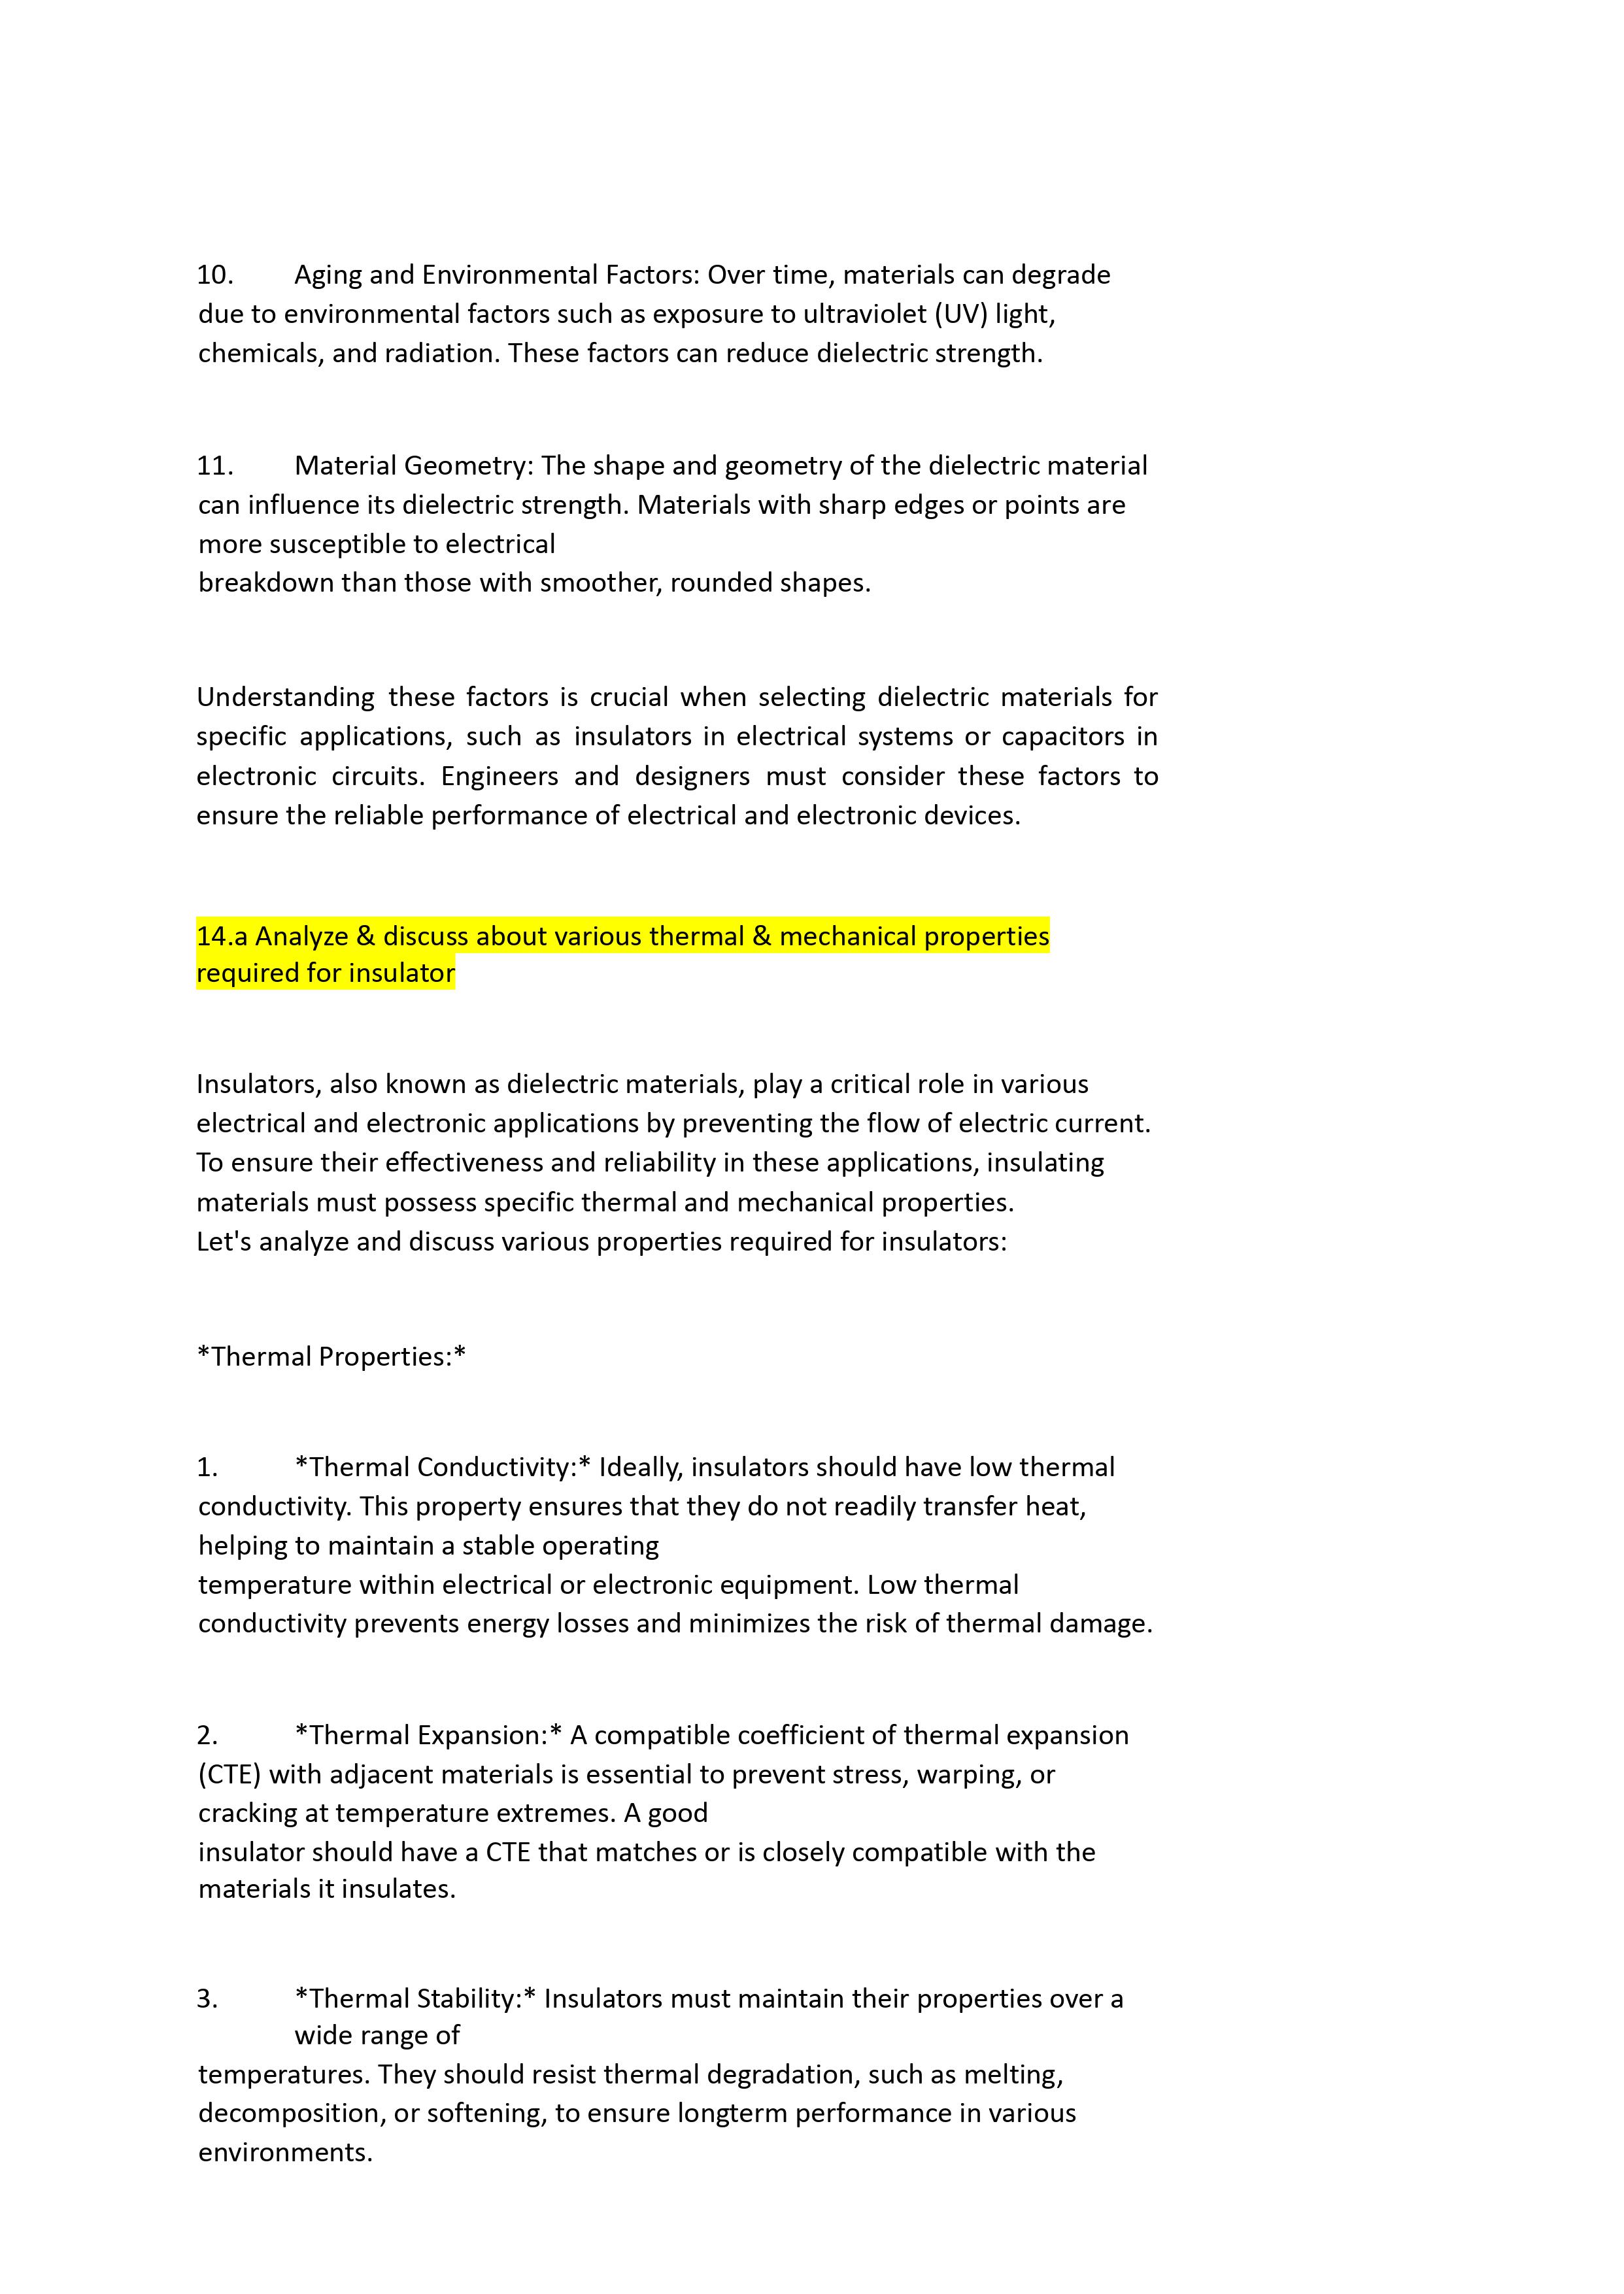 10. Aging and Environmental Factors: Over time, materials can degrade
due to environmental factors such as exposure to ultraviolet (UV) light,
chemicals, and radiation. These factors can reduce dielectric strength.
11. Material Geometry: The shape and geometry of the dielectric material
can influence its dielectric strength. Materials with sharp edges or points are
more susceptible to electrical
breakdown than those with smoother, rounded shapes.
Understanding these factors is crucial when selecting dielectric materials for
specific applications, such as insulators in electrical systems or capacitors in
electronic circuits. Engineers and designers must consider these factors to
ensure the reliable performance of electrical and electronic devices.
14.a Analyze & discuss about various thermal & mechanical properties
required for insulator
Insulators, also known as dielectric materials, play a critical role in various
electrical and electronic applications by preventing the flow of electric current.
To ensure their effectiveness and reliability in these applications, insulating
materials must possess specific thermal and mechanical properties.
Let's analyze and discuss various properties required for insulators:
*Thermal Properties:*
1. *Thermal Conductivity:* Ideally, insulators should have low thermal
conductivity. This property ensures that they do not readily transfer heat,
helping to maintain a stable operating
temperature within electrical or electronic equipment. Low thermal
conductivity prevents energy losses and minimizes the risk of thermal damage.
2. *Thermal Expansion:* A compatible coefficient of thermal expansion
(CTE) with adjacent materials is essential to prevent stress, warping, or
cracking at temperature extremes. A good
insulator should have a CTE that matches or is closely compatible with the
materials it insulates.
3. *Thermal Stability:* Insulators must maintain their properties over a
wide range of
temperatures. They should resist thermal degradation, such as melting,
decomposition, or softening, to ensure longterm performance in various
environments.